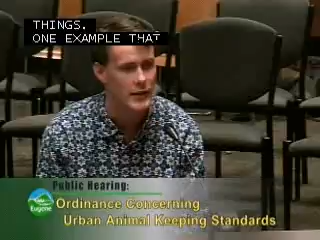 THINGS.
ONE EXAMPLE THAT
Public Hearing:
Ordinance Concerning
Urban Animal Keeping Standards
Eugene